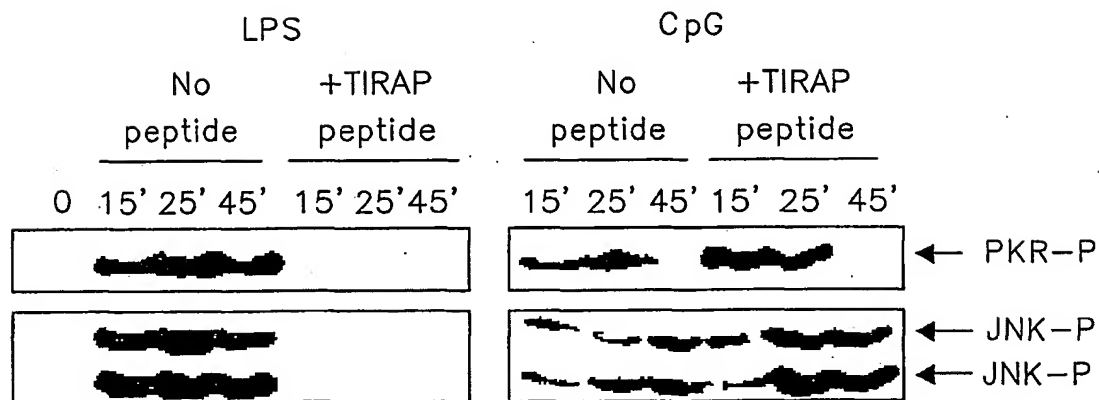 LPS CpG
No +TIRAP No +TIRAP
peptide peptide peptide peptide
0 15' 25' 45' 15' 25' 45' 15' 25' 45' 15' 25' 45'
PKR-P
JNK-P
JNK-P